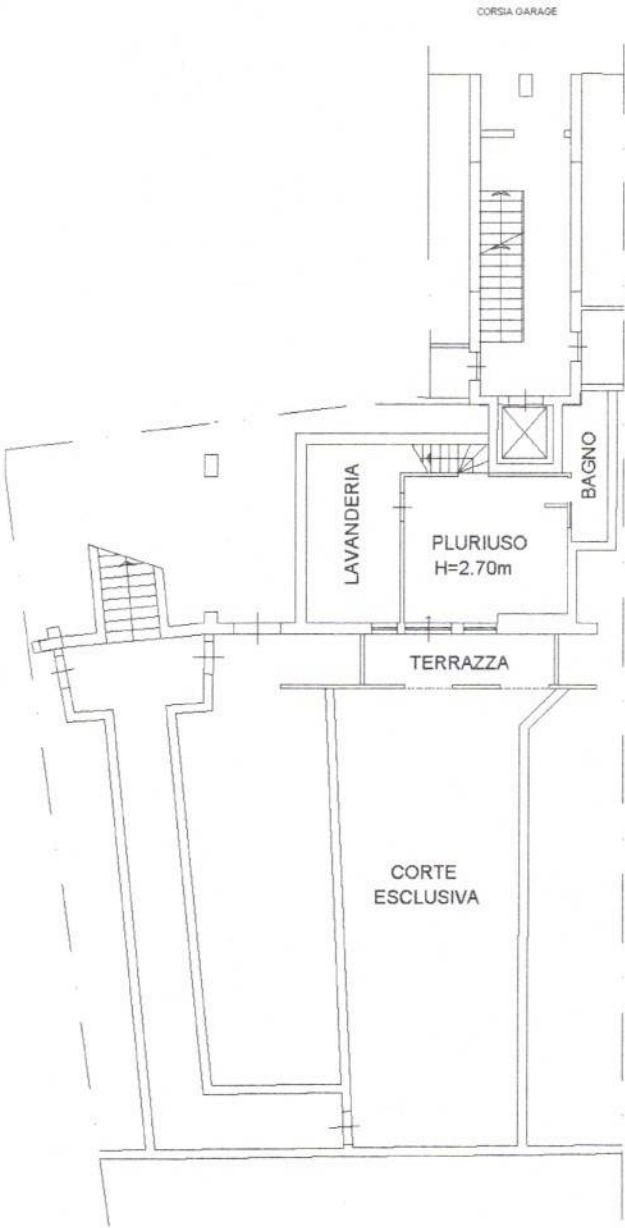 CORSIA GARAGE
LAVANDERIA
BAGNO
PLURIUSO
H=2.70m
TERRAZZA
CORTE
ESCLUSIVA